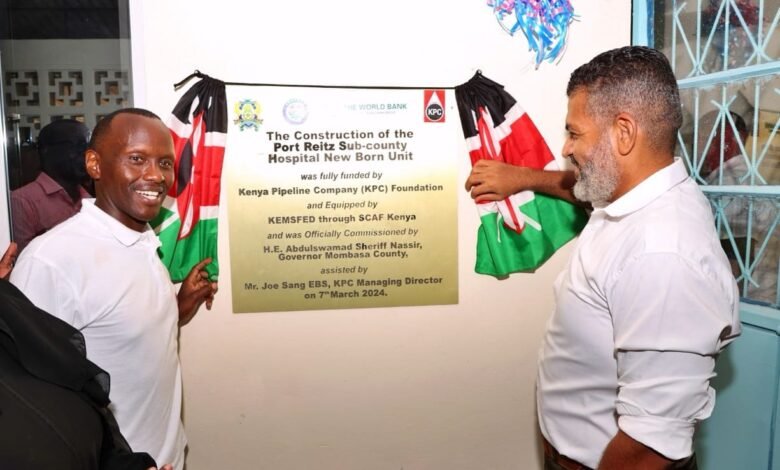 THE WORLD BANK
KPC
The Construction of the
Port Reitz Sub-county
Hospital New Born Unit
was fully funded by
Kenya Pipeline Company (KPC) Foundation
and Equipped by
KEMSFED through SCAF Kenya
and was Officially Commissioned by
H.E. Abdulswamad Sheriff Nassir,
Governor Mombasa County,
assisted by
Mr. Joe Sang EBS, KPC Managing Director
on 7thMarch 2024.